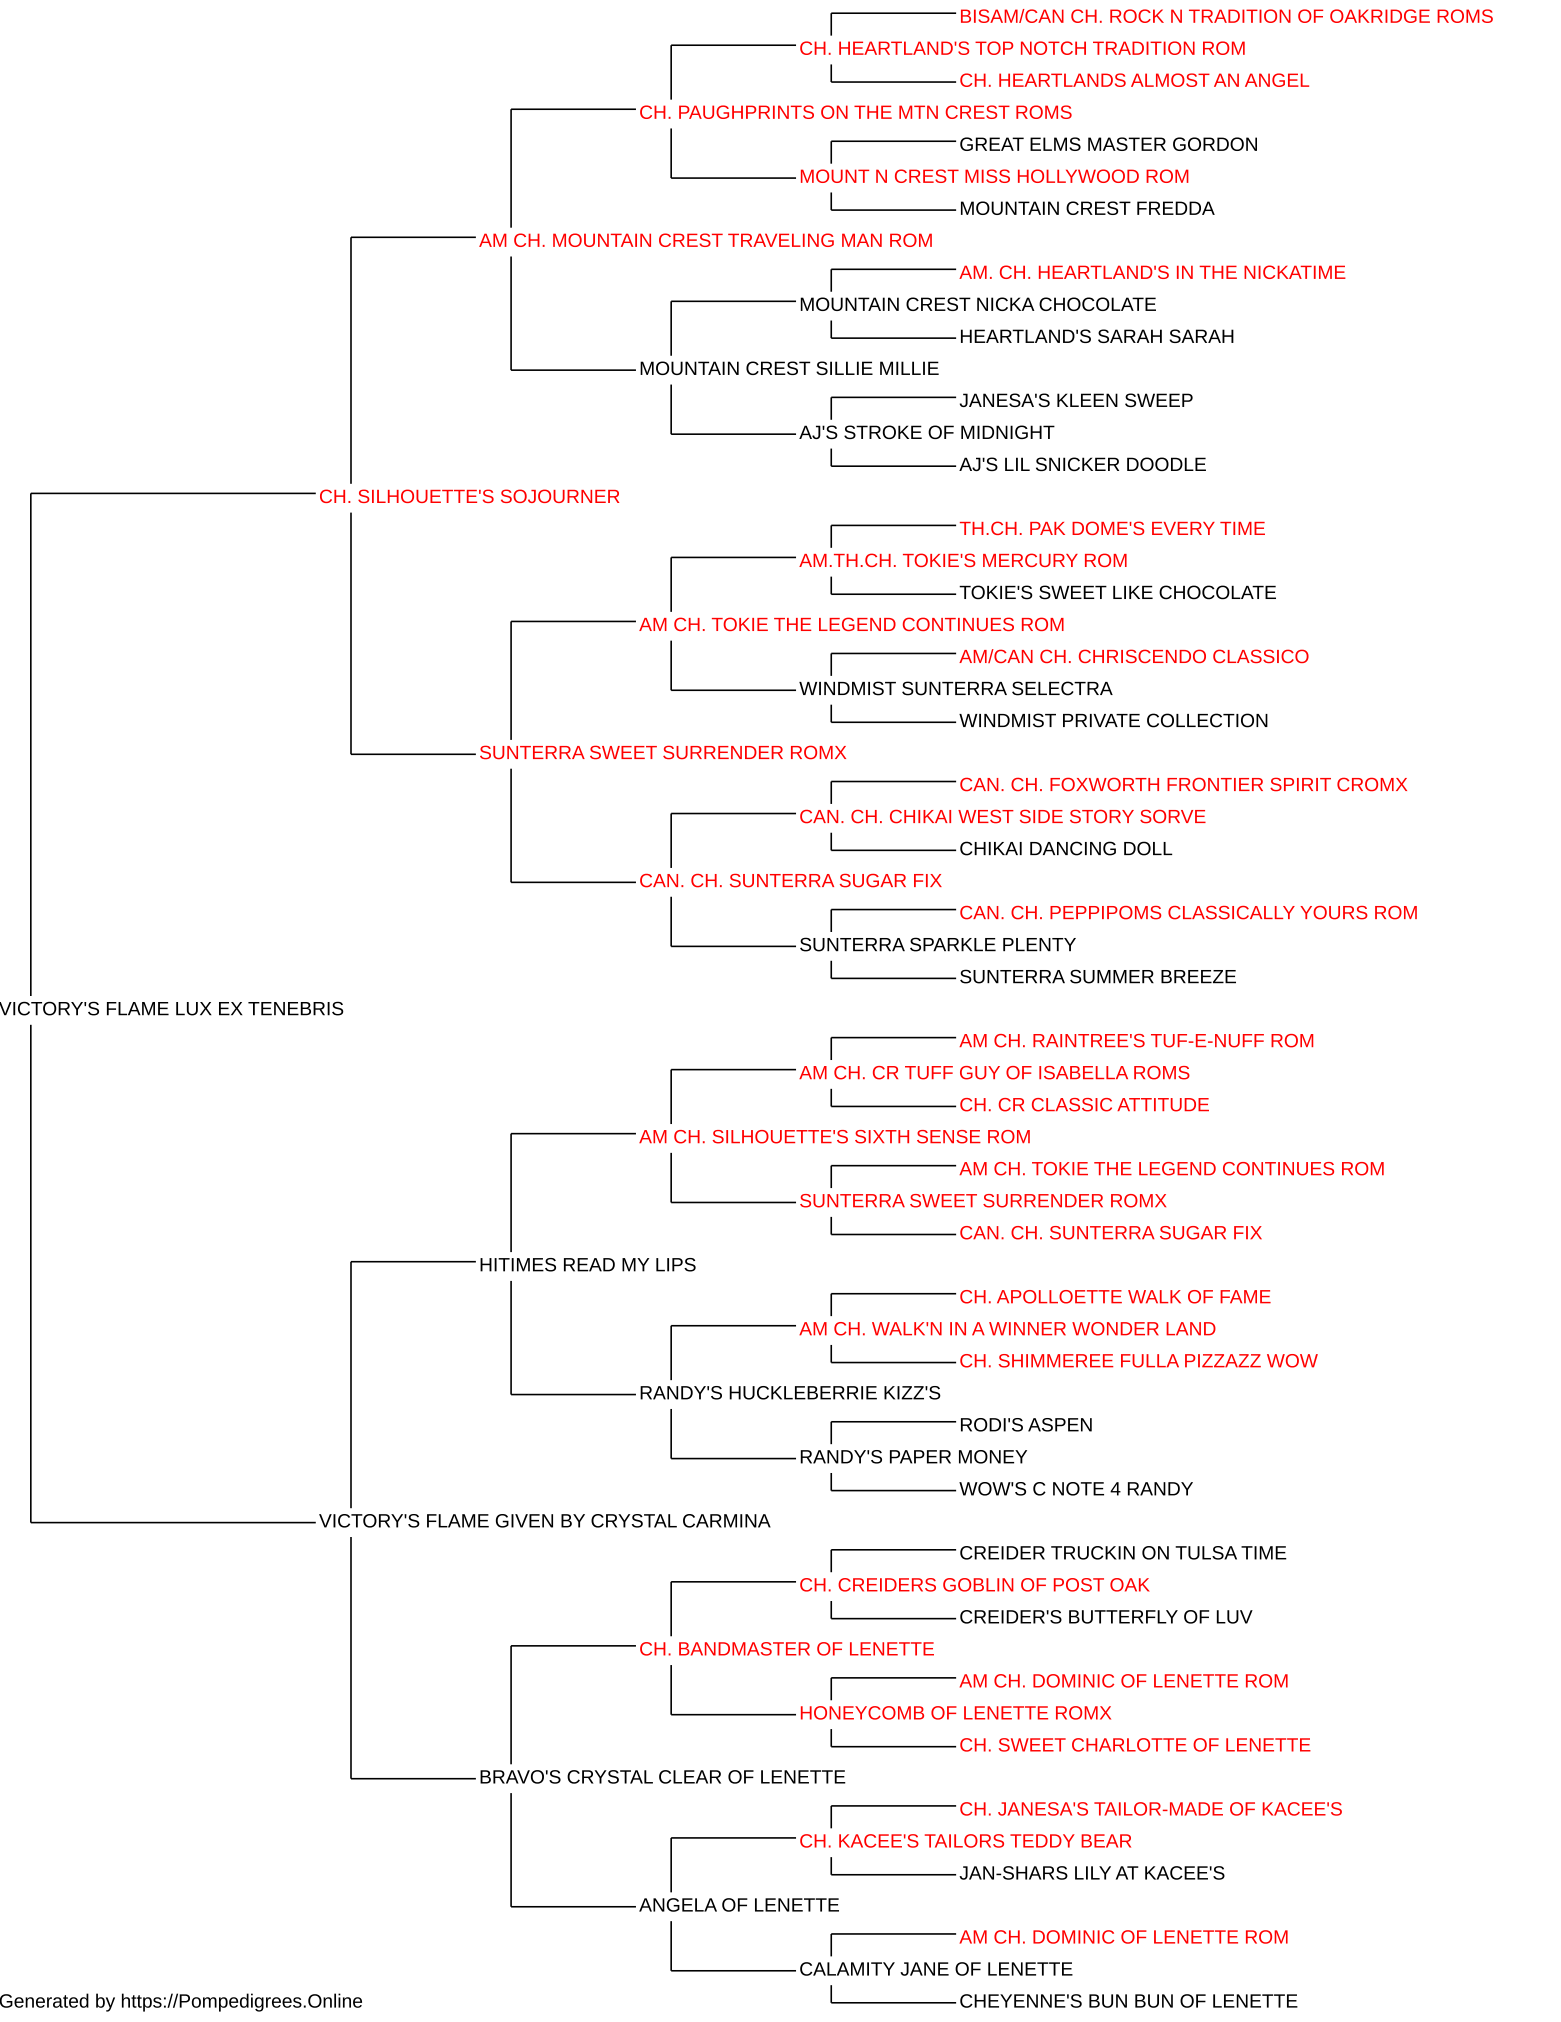 BISAM/CAN CH. ROCK N TRADITION OF OAKRIDGE ROMS
CH. HEARTLAND'S TOP NOTCH TRADITION ROM
CH. HEARTLANDS ALMOST AN ANGEL
CH. PAUGHPRINTS ON THE MTN CREST ROMS
GREAT ELMS MASTER GORDON
MOUNT N CREST MISS HOLLYWOOD ROM
MOUNTAIN CREST FREDDA
AM CH. MOUNTAIN CREST TRAVELING MAN ROM
AM. CH. HEARTLAND'S IN THE NICKATIME
MOUNTAIN CREST NICKA CHOCOLATE
HEARTLAND'S SARAH SARAH
MOUNTAIN CREST SILLIE MILLIE
JANESA'S KLEEN SWEEP
AJ'S STROKE OF MIDNIGHT
AJ'S LIL SNICKER DOODLE
CH. SILHOUETTE'S SOJOURNER
TH.CH. PAK DOME'S EVERY TIME
AM.TH.CH. TOKIE'S MERCURY ROM
TOKIE'S SWEET LIKE CHOCOLATE
AM CH. TOKIE THE LEGEND CONTINUES ROM
AM/CAN CH. CHRISCENDO CLASSICO
WINDMIST SUNTERRA SELECTRA
WINDMIST PRIVATE COLLECTION
SUNTERRA SWEET SURRENDER ROMX
CAN. CH. FOXWORTH FRONTIER SPIRIT CROMX
CAN. CH. CHIKAI WEST SIDE STORY SORVE
CHIKAI DANCING DOLL
CAN. CH. SUNTERRA SUGAR FIX
CAN. CH. PEPPIPOMS CLASSICALLY YOURS ROM
SUNTERRA SPARKLE PLENTY
SUNTERRA SUMMER BREEZE
VICTORY'S FLAME LUX EX TENEBRIS
AM CH. RAINTREE'S TUF-E-NUFF ROM
AM CH. CR TUFF GUY OF ISABELLA ROMS
CH. CR CLASSIC ATTITUDE
AM CH. SILHOUETTE'S SIXTH SENSE ROM
AM CH. TOKIE THE LEGEND CONTINUES ROM
SUNTERRA SWEET SURRENDER ROMX
CAN. CH. SUNTERRA SUGAR FIX
HITIMES READ MY LIPS
CH. APOLLOETTE WALK OF FAME
AM CH. WALK'N IN A WINNER WONDER LAND
CH. SHIMMEREE FULLA PIZZAZZ WOW
RANDY'S HUCKLEBERRIE KIZZ'S
RODI'S ASPEN
RANDY'S PAPER MONEY
WOW'S C NOTE 4 RANDY
VICTORY'S FLAME GIVEN BY CRYSTAL CARMINA
CREIDER TRUCKIN ON TULSA TIME
CH. CREIDERS GOBLIN OF POST OAK
CREIDER'S BUTTERFLY OF LUV
CH. BANDMASTER OF LENETTE
AM CH. DOMINIC OF LENETTE ROM
HONEYCOMB OF LENETTE ROMX
CH. SWEET CHARLOTTE OF LENETTE
BRAVO'S CRYSTAL CLEAR OF LENETTE
CH. JANESA'S TAILOR-MADE OF KACEE'S
CH. KACEE'S TAILORS TEDDY BEAR
JAN-SHARS LILY AT KACEE'S
ANGELA OF LENETTE
AM CH. DOMINIC OF LENETTE ROM
CALAMITY JANE OF LENETTE
CHEYENNE'S BUN BUN OF LENETTE
Generated by https://Pompedigrees.Online